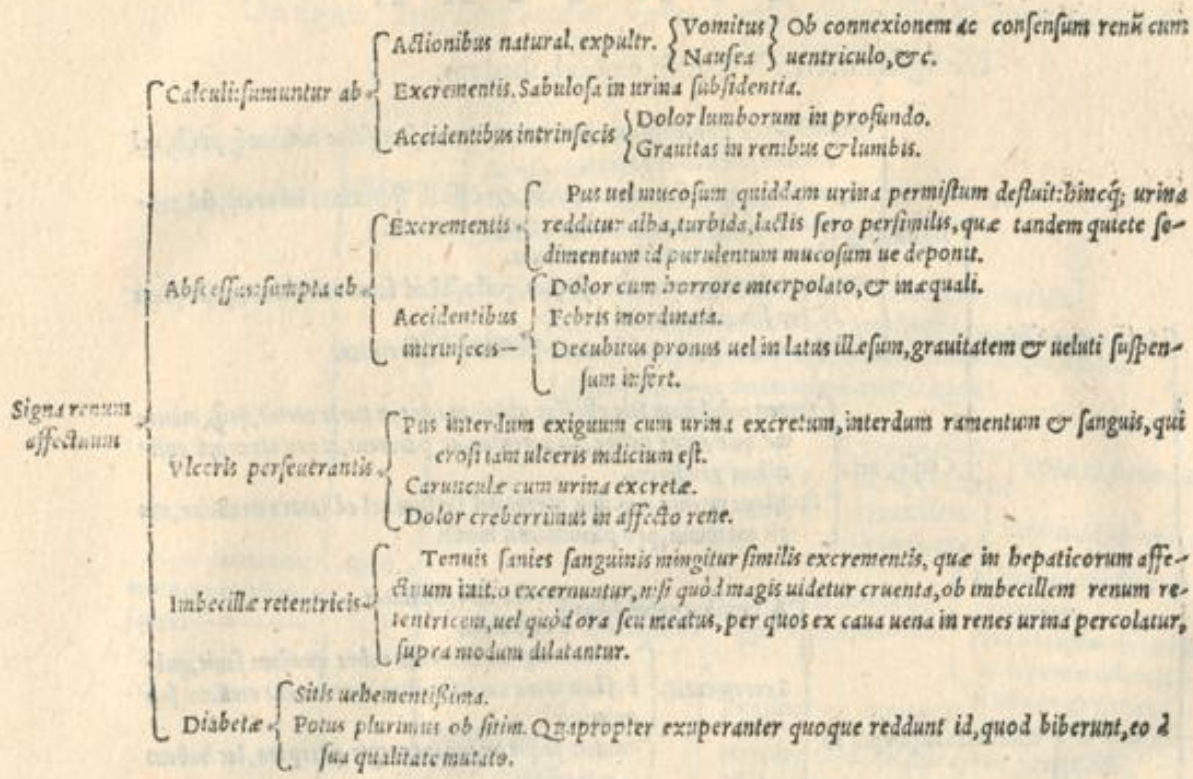 Actionibus natural. expultr.
Vomitus
Nausea
Ob connexionem ac consensum renũ cum
uentriculo, &c.
Calculi: sumuntur ab
Excrementis. Sabulosa in urina subsidentia.
Accidentibus intrinsecis
Dolor lumborum in profundo.
Grauitas in renibus & lumbis.
Pus uel mucosum quiddam urina permistum defluit: hincq; urina
Excrementis
redditur alba, turbida, lactis sero persimilis, quæ tandem quiete se-
dimentum id purulentum mucosum ue deponit.
Abscessus: sumpta ab
Dolor cum horrore interpolato, & inæquali.
Accidentibus
intrinsecis
Febris inordinata.
Decubitus pronus uel in latus illæsum, grauitatem & ueluti suspen-
sum infert.
Signa renum
affectuum
Pus interdum exiguum cum urina excretum, interdum ramentum & sanguis, qui
erosi iam ulceris indicium est.
Vlceris perseuerantis
Carunculæ cum urina excretæ.
Dolor creberrimus in affecto rene.
Tenuis sanies sanguinis mingitur similis excrementis, quæ in hepaticorum affe-
Imbecillæ retentricis
ctuum initio excernuntur, nisi quòd magis uidetur cruenta, ob imbecillem renum re-
tentricem, uel quòd ora seu meatus, per quos ex caua uena in renes urina percolatur,
supra modum dilatantur.
Sitis uehementißima.
Diabetæ
Potus plurimus ob sitim. Quapropter exuperanter quoque reddunt id, quod biberunt, eo à
sua qualitate mutato.